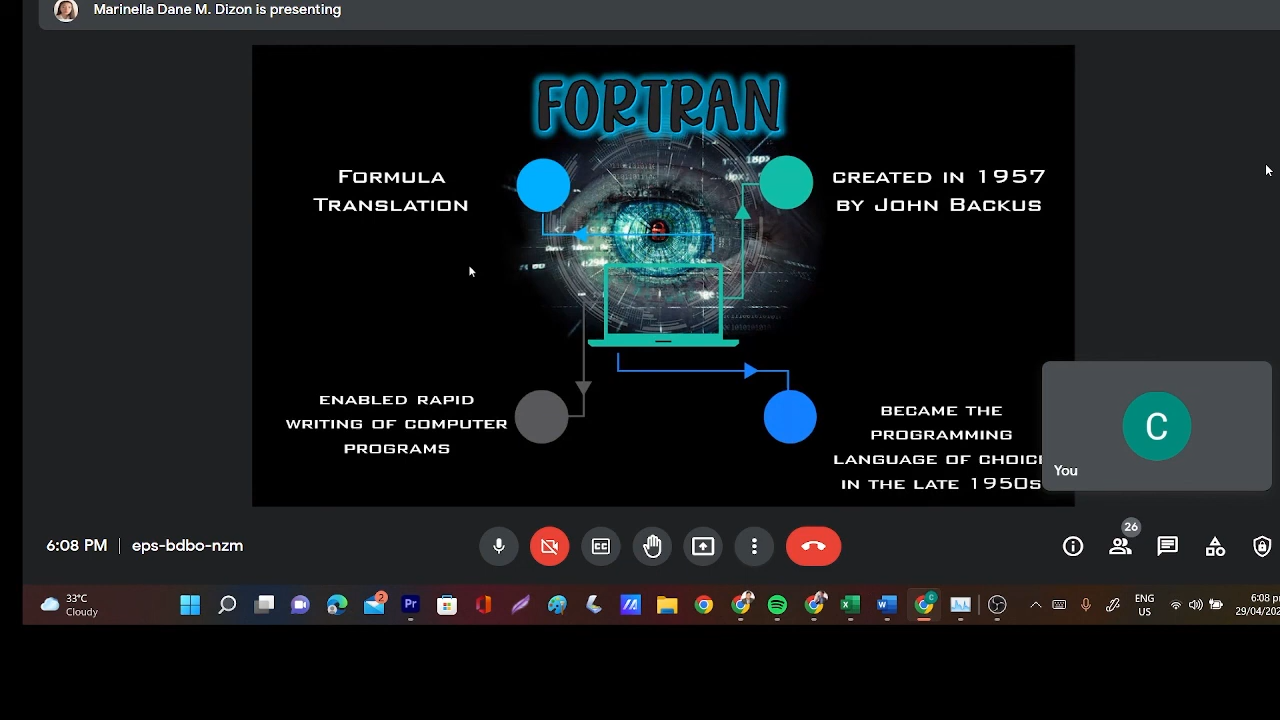 Marinella Dane M. Dizon is presenting
FORTRAN
FORMULA
TRANSLATION
CREATED IN 1957
BY JOHN BACKUS
ENABLED RAPID
WRITING OF COMPUTER
PROGRAMS
BECAME THE
PROGRAMMING
LANGUAGE OF CHOICE
IN THE LATE 1950S
C
You
6:08 PM
eps-bdbo-nzm
26
33°C
Cloudy
2
ENG
US
6:08
29/04/202